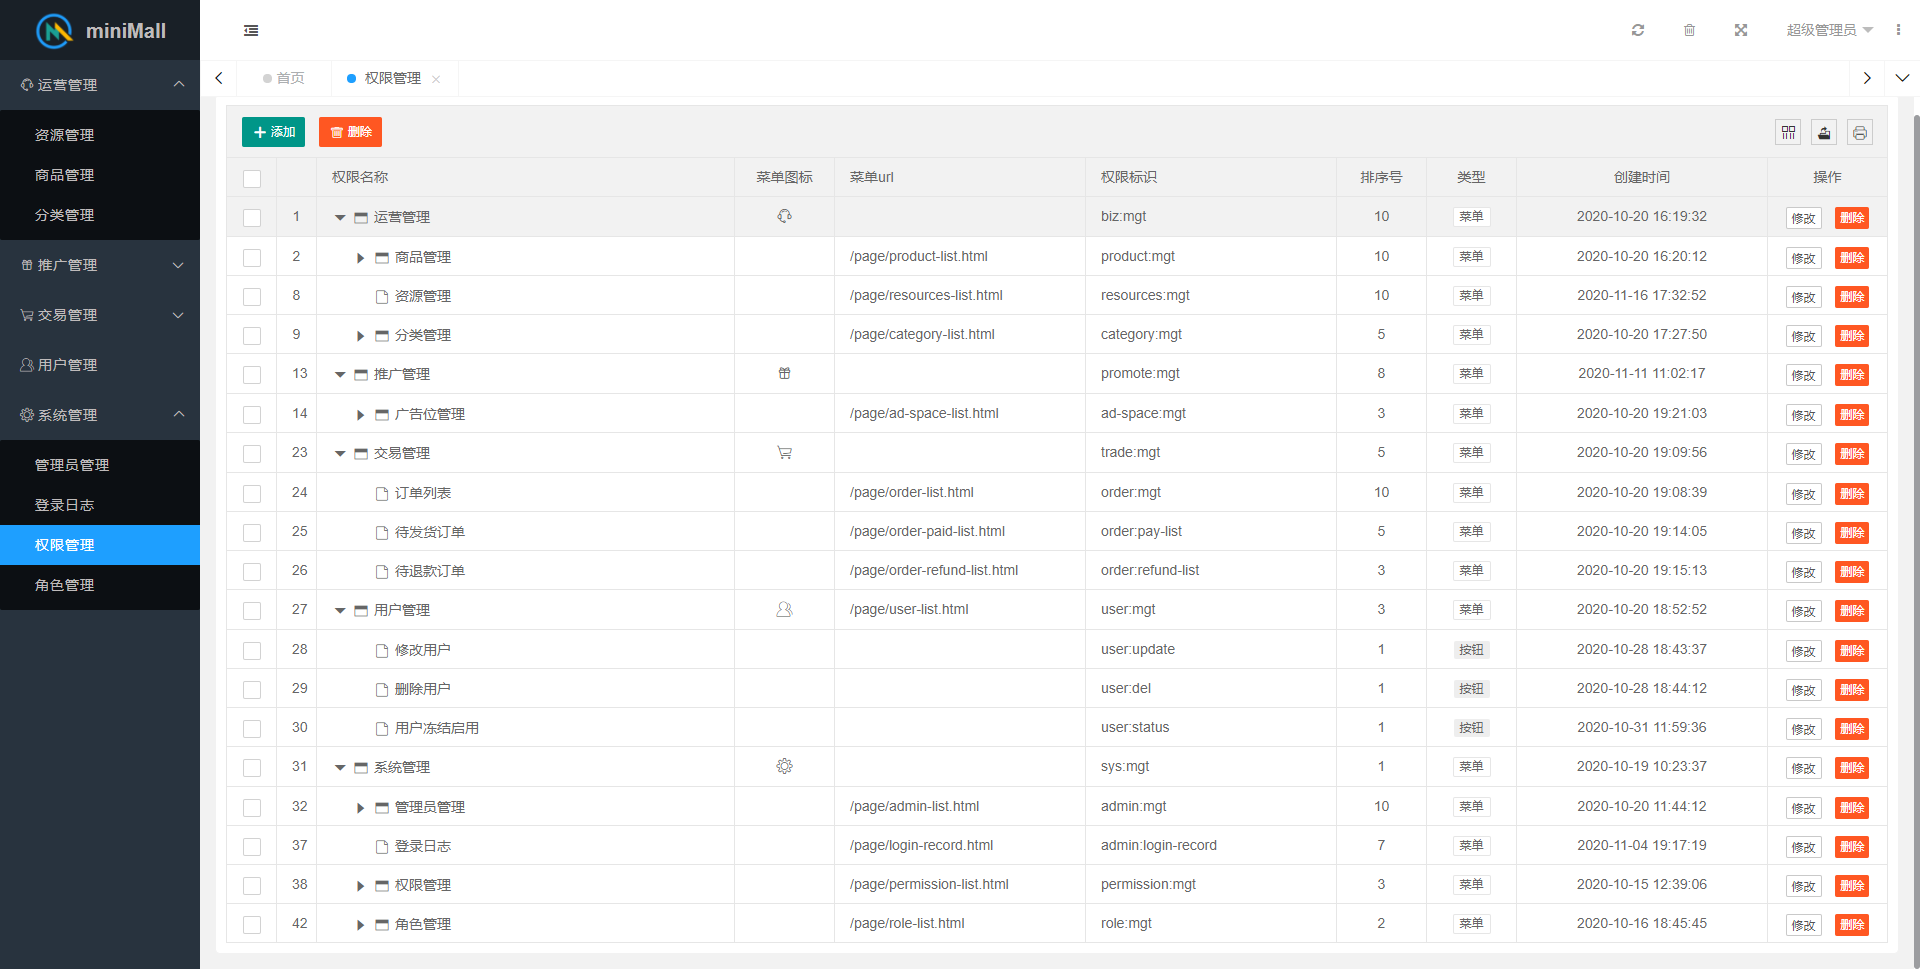 miniMall
超级管理员
运营管理
资源管理
商品管理
分类管理
推广管理
交易管理
用户管理
系统管理
管理员管理
登录日志
权限管理
角色管理
首页 权限管理
添加 删除
权限名称 菜单图标 菜单url 权限标识 排序号 类型 创建时间 操作
1 运营管理 biz:mgt 10 菜单 2020-10-20 16:19:32 修改 删除
2 商品管理 /page/product-list.html product:mgt 10 菜单 2020-10-20 16:20:12 修改 删除
8 资源管理 /page/resources-list.html resources:mgt 10 菜单 2020-11-16 17:32:52 修改 删除
9 分类管理 /page/category-list.html category:mgt 5 菜单 2020-10-20 17:27:50 修改 删除
13 推广管理 promote:mgt 8 菜单 2020-11-11 11:02:17 修改 删除
14 广告位管理 /page/ad-space-list.html ad-space:mgt 3 菜单 2020-10-20 19:21:03 修改 删除
23 交易管理 trade:mgt 5 菜单 2020-10-20 19:09:56 修改 删除
24 订单列表 /page/order-list.html order:mgt 10 菜单 2020-10-20 19:08:39 修改 删除
25 待发货订单 /page/order-paid-list.html order:pay-list 5 菜单 2020-10-20 19:14:05 修改 删除
26 待退款订单 /page/order-refund-list.html order:refund-list 3 菜单 2020-10-20 19:15:13 修改 删除
27 用户管理 /page/user-list.html user:mgt 3 菜单 2020-10-20 18:52:52 修改 删除
28 修改用户 user:update 1 按钮 2020-10-28 18:43:37 修改 删除
29 删除用户 user:del 1 按钮 2020-10-28 18:44:12 修改 删除
30 用户冻结启用 user:status 1 按钮 2020-10-31 11:59:36 修改 删除
31 系统管理 sys:mgt 1 菜单 2020-10-19 10:23:37 修改 删除
32 管理员管理 /page/admin-list.html admin:mgt 10 菜单 2020-10-20 11:44:12 修改 删除
37 登录日志 /page/login-record.html admin:login-record 7 菜单 2020-11-04 19:17:19 修改 删除
38 权限管理 /page/permission-list.html permission:mgt 3 菜单 2020-10-15 12:39:06 修改 删除
42 角色管理 /page/role-list.html role:mgt 2 菜单 2020-10-16 18:45:45 修改 删除